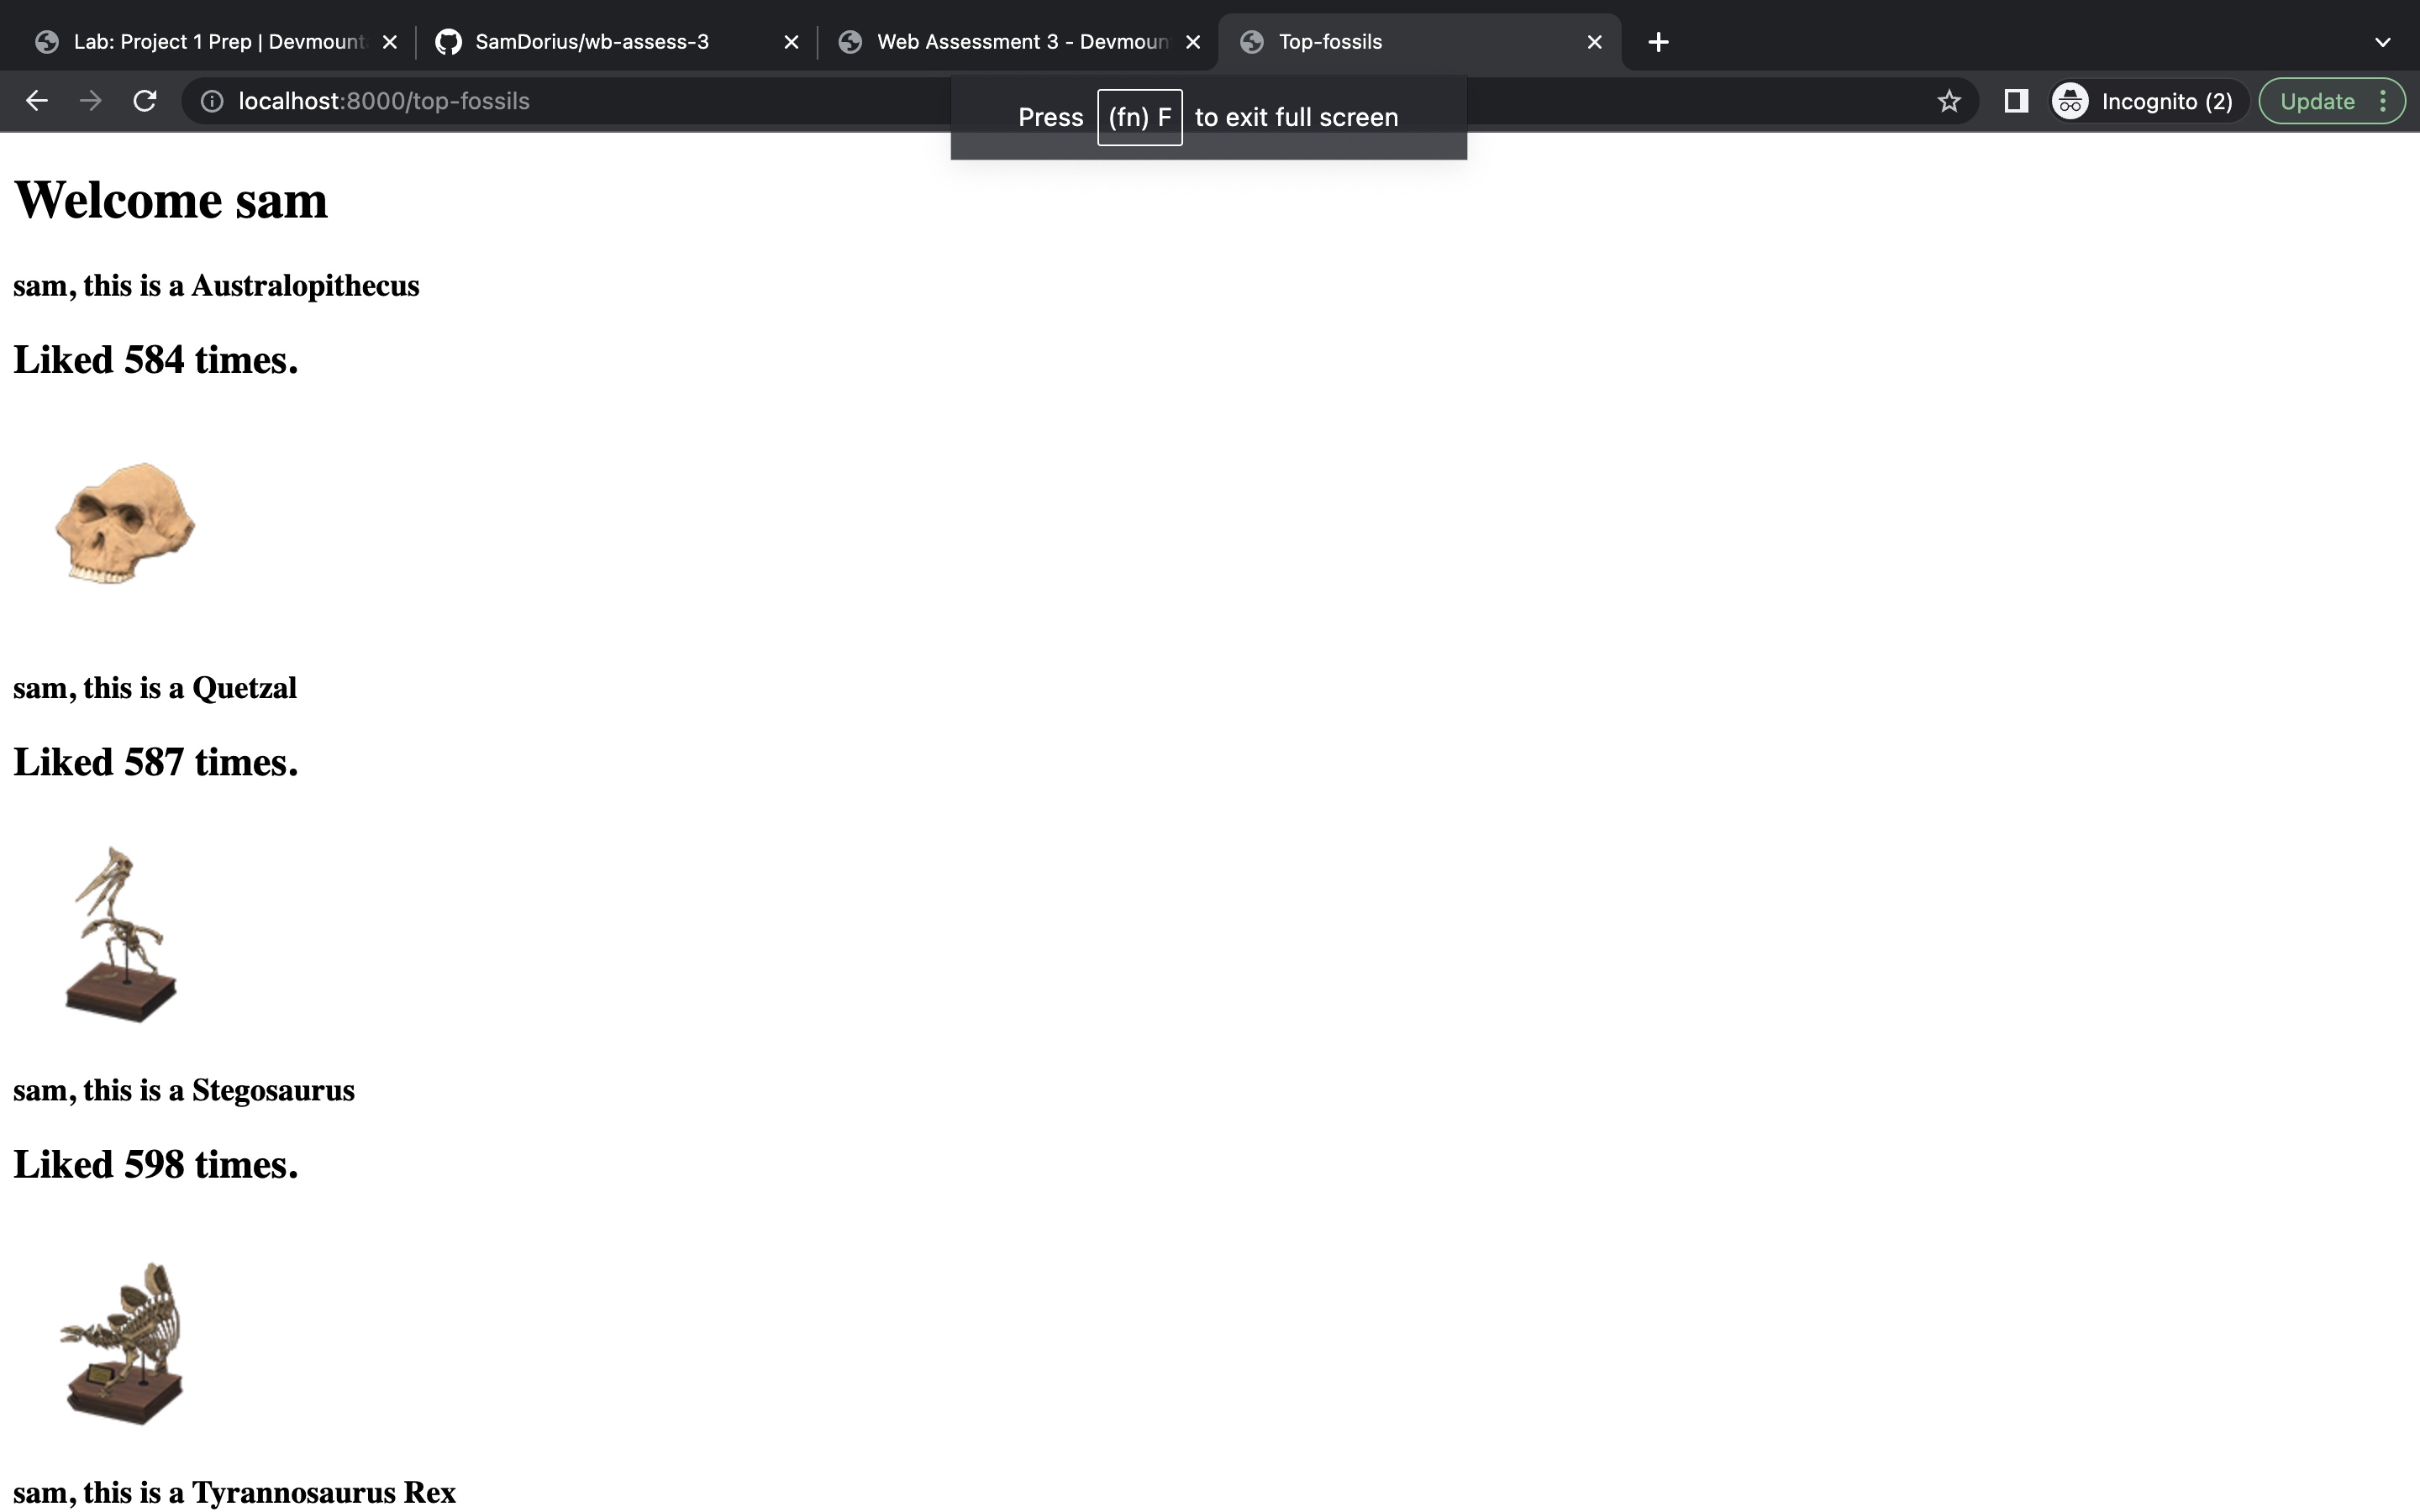 Lab: Project 1 Prep | Devmount
SamDorius/wb-assess-3
Web Assessment 3 - Devmoun
Top-fossils
localhost:8000/top-fossils
Incognito (2)
Update
Press (fn) F to exit full screen
Welcome sam
sam, this is a Australopithecus
Liked 584 times.
sam, this is a Quetzal
Liked 587 times.
sam, this is a Stegosaurus
Liked 598 times.
sam, this is a Tyrannosaurus Rex